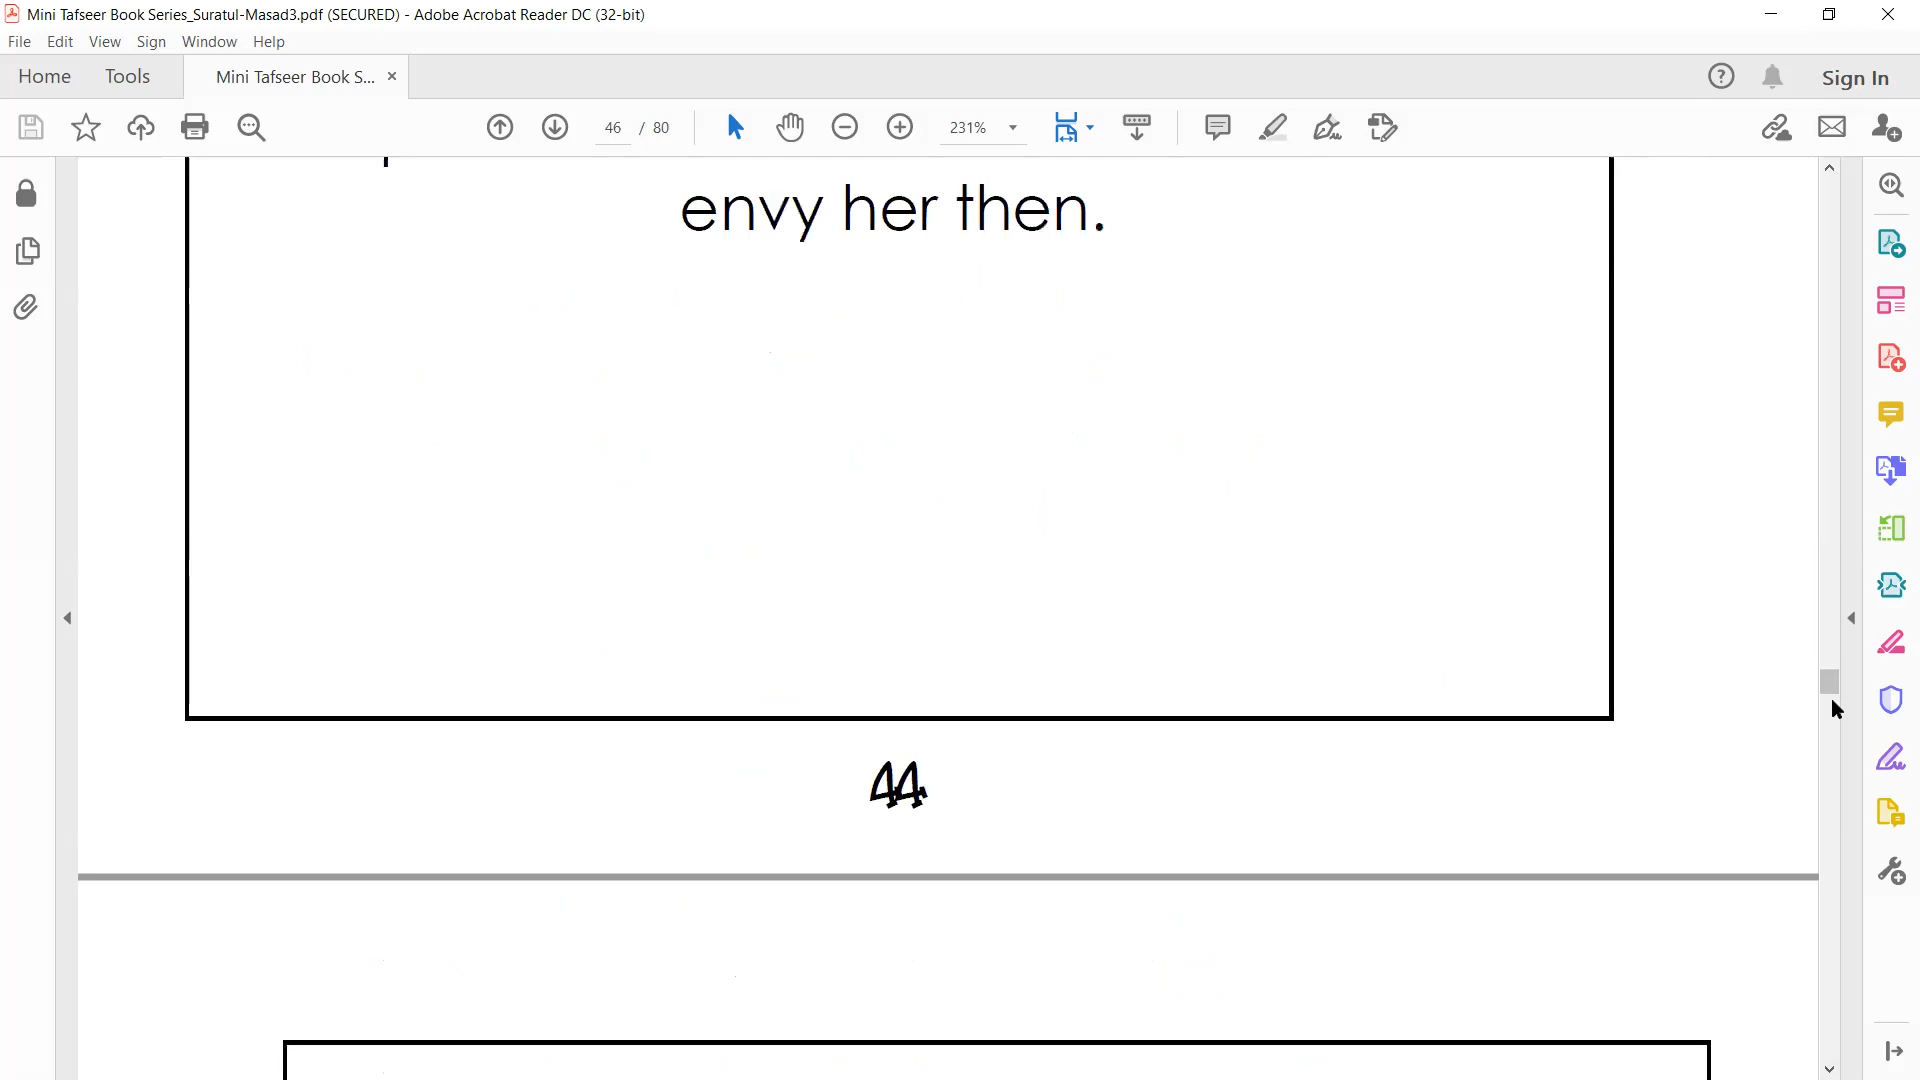 Mini Tafseer Book Series_Suratul-Masad3.pdf (SECURED) - Adobe Acrobat Reader DC (32-bit)
File Edit View Sign Window Help
Home Tools Mini Tafseer Book S... × Sign In
46 / 80 231%
envy her then.
44